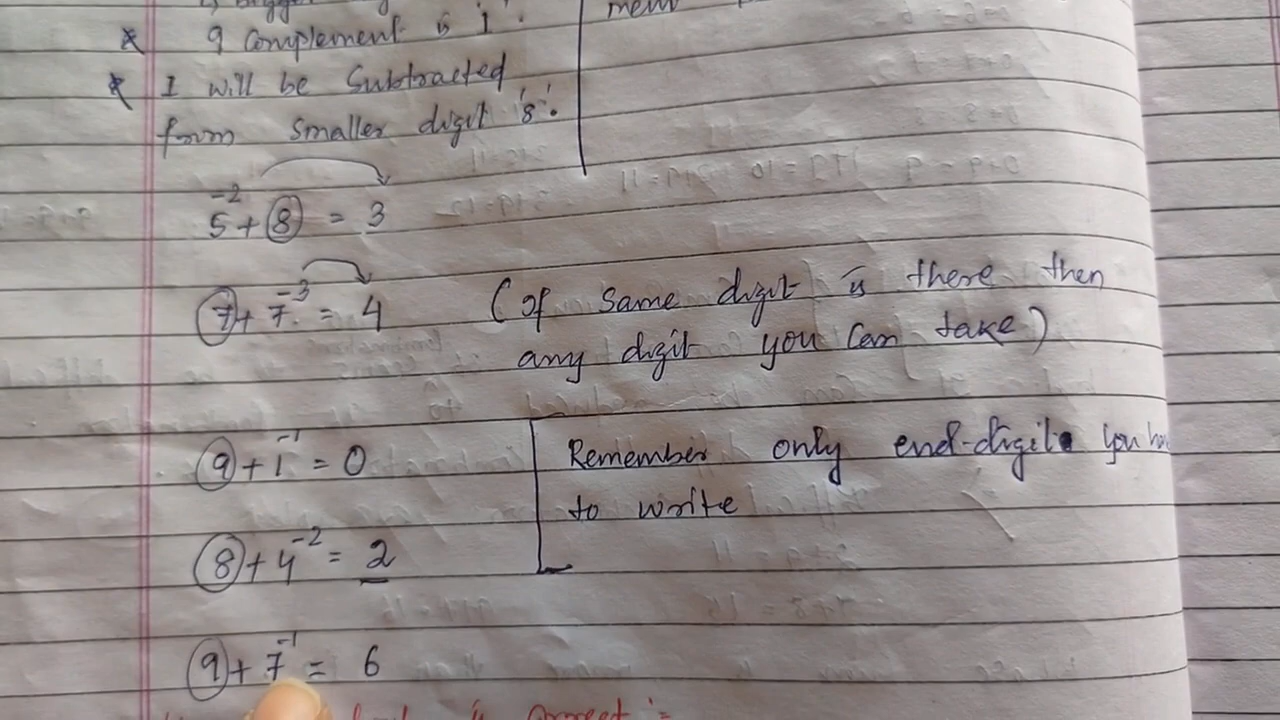 is bigger
* 9 complement is 1'.
* I will be Subtracted
from smaller digit '8'.
-2
5 + 8 = 3
7 + 7 -3 = 4
(If same digit is there then
any digit you can take)
9 + 1 -1 = 0
Remember only end-digit you
to write
8 + 4 -2 = 2
9 + 7 -1 = 6